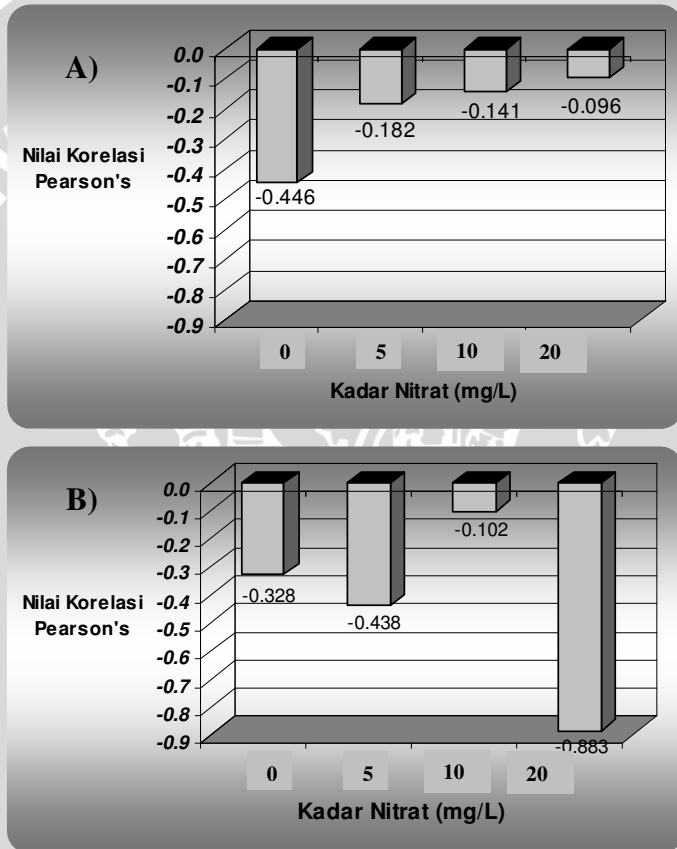 A)
Nilai Korelasi
Pearson's
0.0
-0.1
-0.2
-0.3
-0.4
-0.5
-0.6
-0.7
-0.8
-0.9
-0.446
-0.182
-0.141
-0.096
0 5 10 20
Kadar Nitrat (mg/L)
B)
Nilai Korelasi
Pearson's
0.0
-0.1
-0.2
-0.3
-0.4
-0.5
-0.6
-0.7
-0.8
-0.9
-0.328
-0.438
-0.102
-0.883
0 5 10 20
Kadar Nitrat (mg/L)